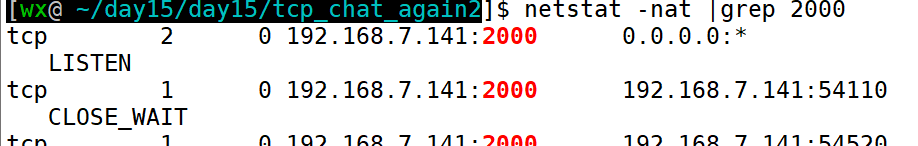 [wx@ ~/day15/day15/tcp_chat_again2]$ netstat -nat |grep 2000
tcp        2      0 192.168.7.141:2000      0.0.0.0:*
   LISTEN
tcp        1      0 192.168.7.141:2000      192.168.7.141:54110
   CLOSE_WAIT
tcp        1      0 192.168.7.141:2000      192.168.7.141:54520